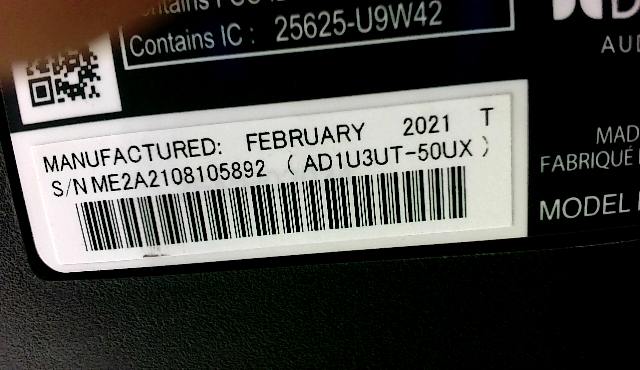 Contains IC : 25625-U9W42
MANUFACTURED: FEBRUARY 2021 T
S/N ME2A2108105892 ( AD1U3UT-50UX )
AUD
MAD
FABRIQUÉ
MODEL